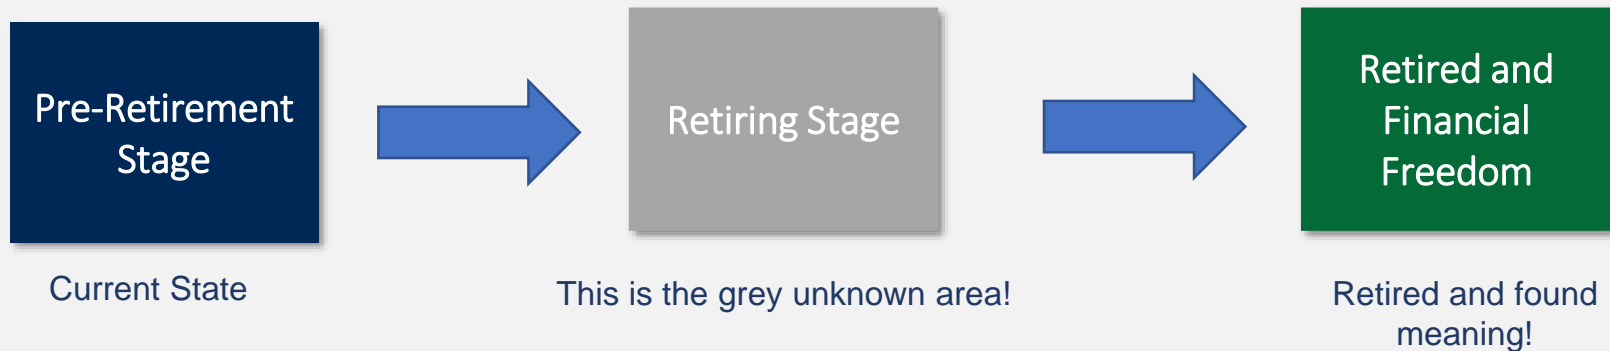 Pre-Retirement
Stage
Retiring Stage
Retired and
Financial
Freedom
Current State
This is the grey unknown area!
Retired and found
meaning!